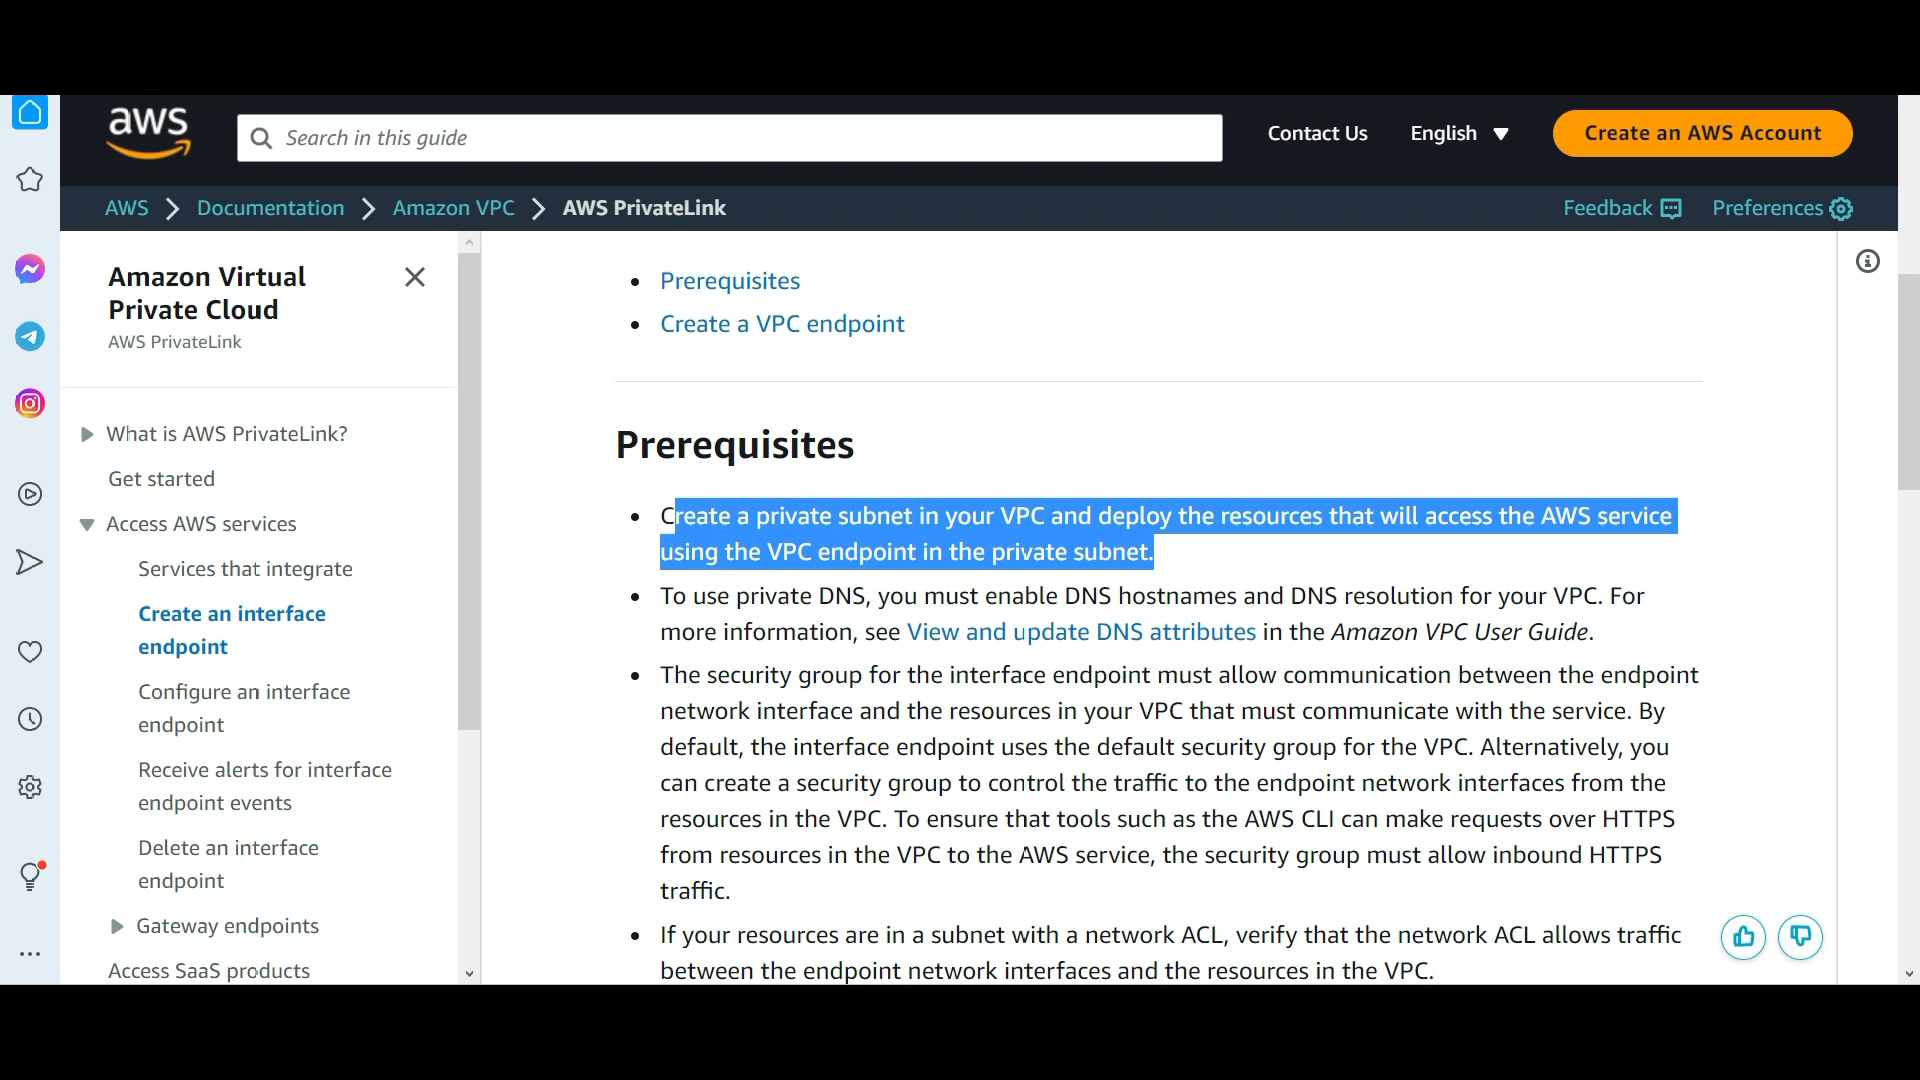 aws
Search in this guide
Contact Us
English
Create an AWS Account
AWS
Documentation
Amazon VPC
AWS PrivateLink
Feedback
Preferences
Amazon Virtual
Private Cloud
AWS PrivateLink
What is AWS PrivateLink?
Get started
Access AWS services
Services that integrate
Create an interface
endpoint
Configure an interface
endpoint
Receive alerts for interface
endpoint events
Delete an interface
endpoint
Gateway endpoints
Access SaaS products
Prerequisites
Create a VPC endpoint
Prerequisites
Create a private subnet in your VPC and deploy the resources that will access the AWS service
using the VPC endpoint in the private subnet.
To use private DNS, you must enable DNS hostnames and DNS resolution for your VPC. For
more information, see View and update DNS attributes in the Amazon VPC User Guide.
The security group for the interface endpoint must allow communication between the endpoint
network interface and the resources in your VPC that must communicate with the service. By
default, the interface endpoint uses the default security group for the VPC. Alternatively, you
can create a security group to control the traffic to the endpoint network interfaces from the
resources in the VPC. To ensure that tools such as the AWS CLI can make requests over HTTPS
from resources in the VPC to the AWS service, the security group must allow inbound HTTPS
traffic.
If your resources are in a subnet with a network ACL, verify that the network ACL allows traffic
between the endpoint network interfaces and the resources in the VPC.